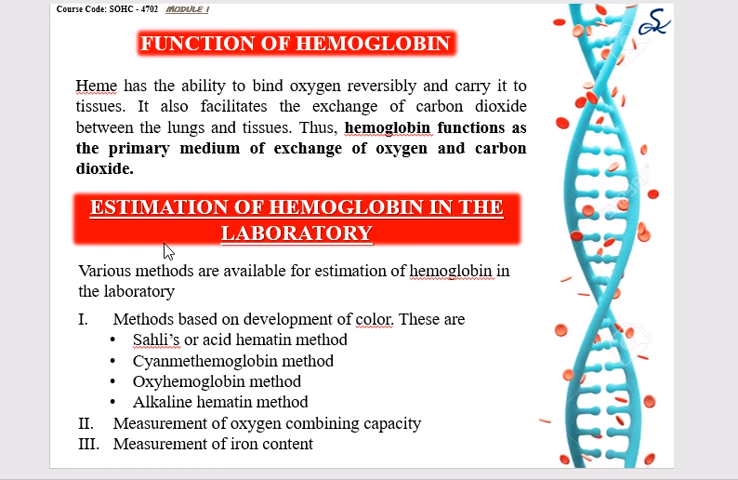 Course Code: SOHC - 4702 MODULE I
FUNCTION OF HEMOGLOBIN
Heme has the ability to bind oxygen reversibly and carry it to
tissues. It also facilitates the exchange of carbon dioxide
between the lungs and tissues. Thus, hemoglobin functions as
the primary medium of exchange of oxygen and carbon
dioxide.
ESTIMATION OF HEMOGLOBIN IN THE
LABORATORY
Various methods are available for estimation of hemoglobin in
the laboratory
I. Methods based on development of color. These are
• Sahli's or acid hematin method
• Cyanmethemoglobin method
• Oxyhemoglobin method
• Alkaline hematin method
II. Measurement of oxygen combining capacity
III. Measurement of iron content